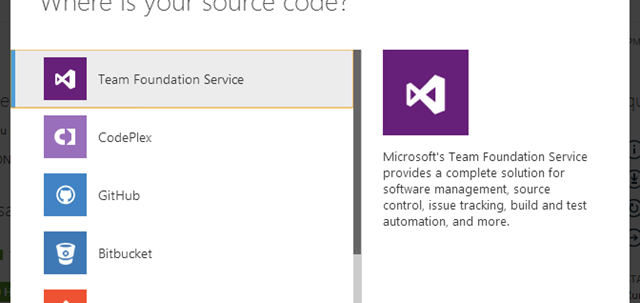 Where is your source code?
Team Foundation Service
CodePlex
GitHub
Bitbucket
Microsoft's Team Foundation Service
provides a complete solution for
software management, source
control, issue tracking, build and test
automation, and more.